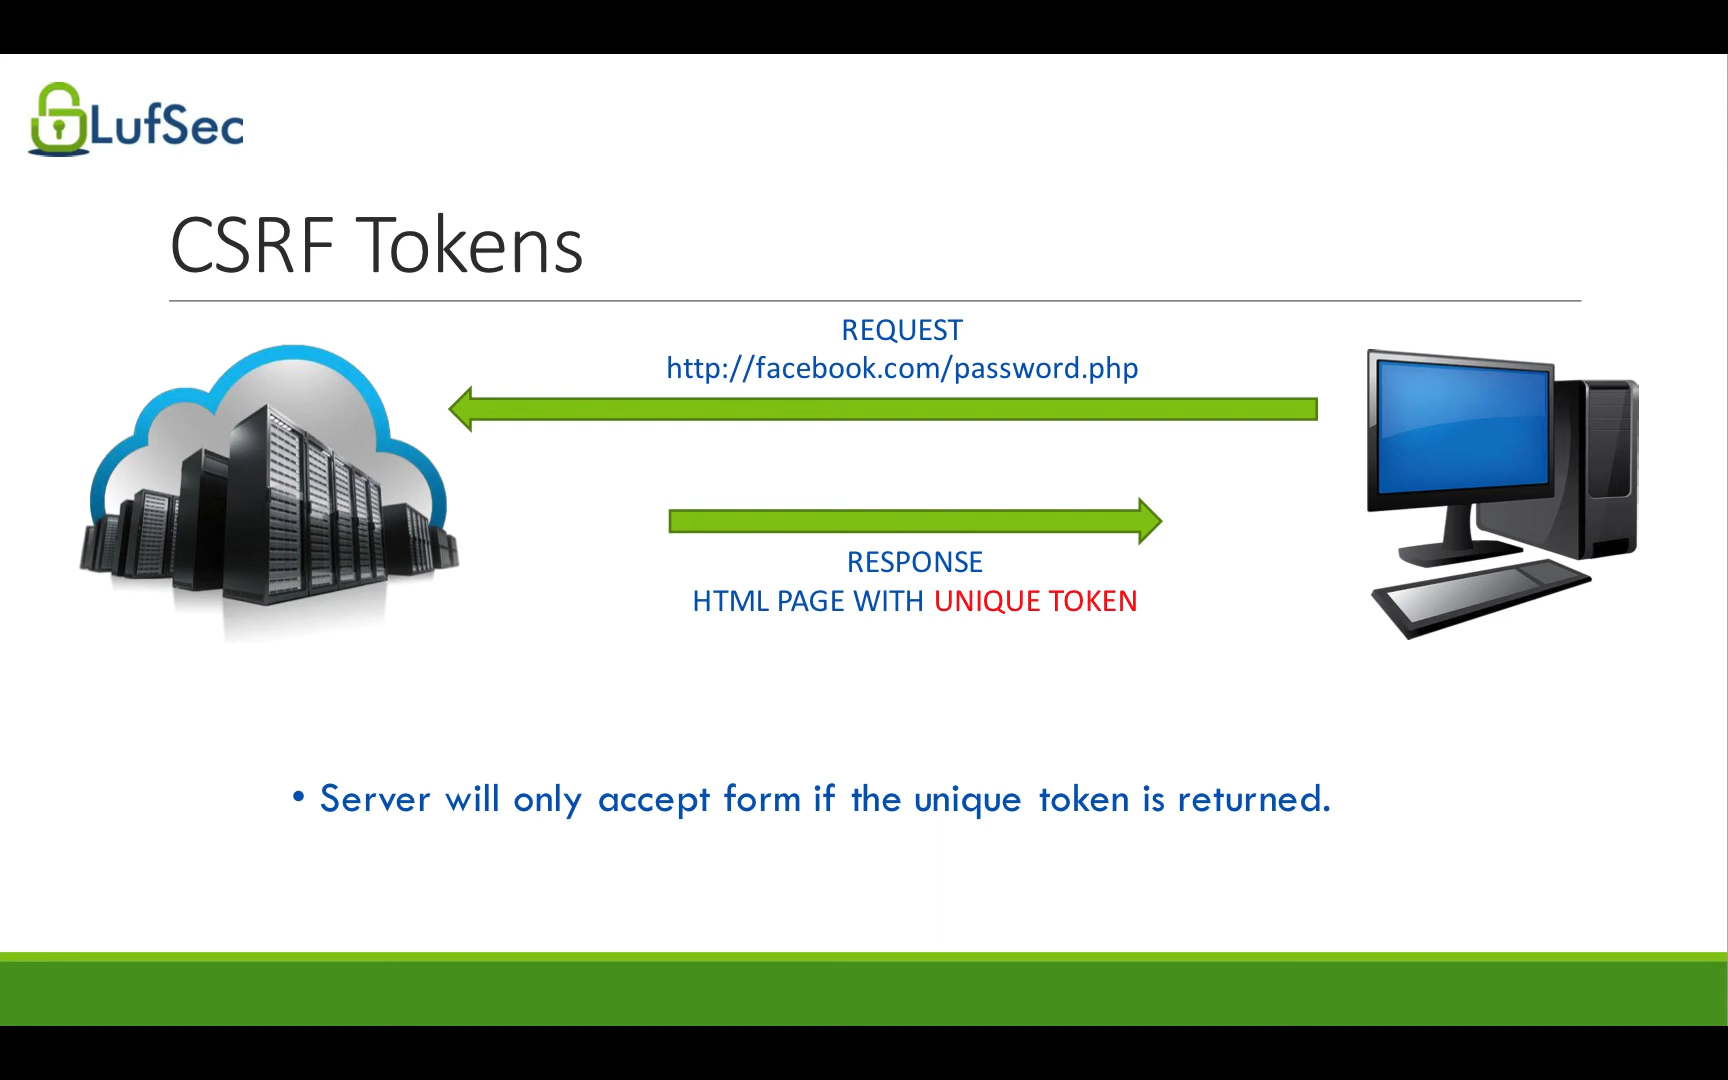 LufSec
CSRF Tokens
REQUEST
http://facebook.com/password.php
RESPONSE
HTML PAGE WITH UNIQUE TOKEN
• Server will only accept form if the unique token is returned.